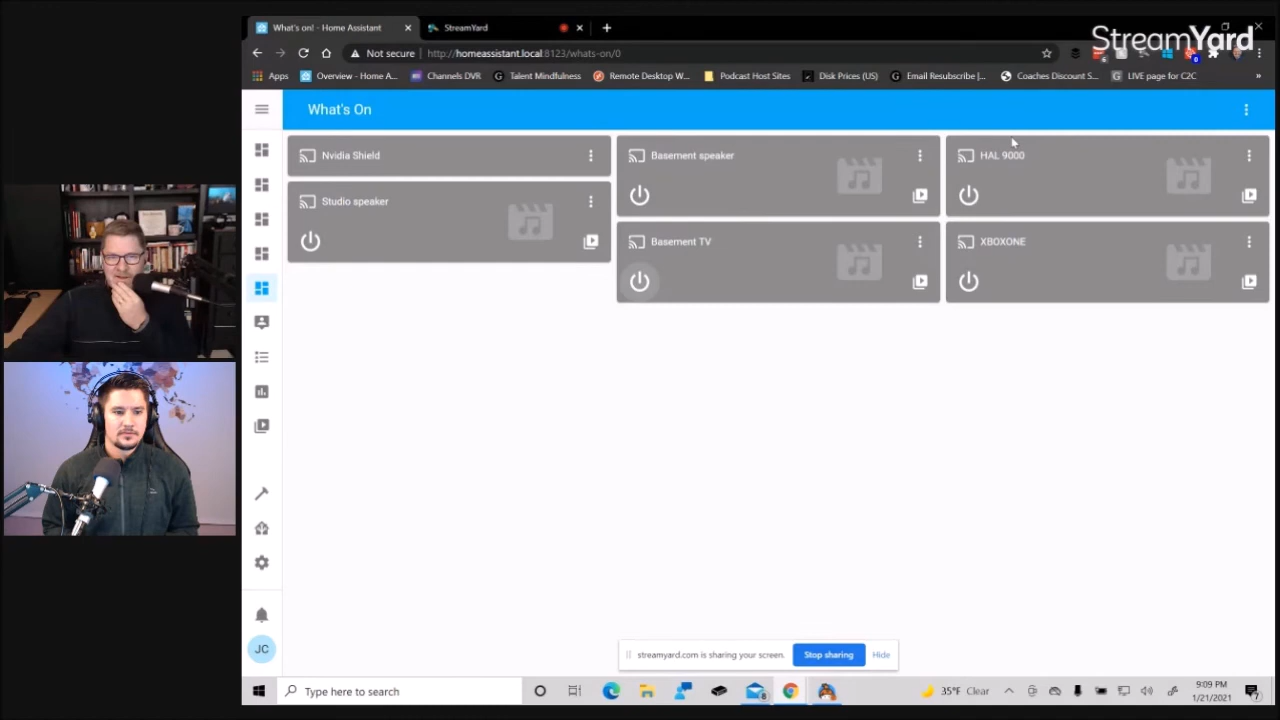 What's on! - Home Assistant
StreamYard
StreamYard
Not secure
http://homeassistant.local:8123/whats-on/0
Apps
Overview - Home A...
Channels DVR
Talent Mindfulness
Remote Desktop W...
Podcast Host Sites
Disk Prices (US)
Email Resubscribe |...
Coaches Discount S...
LIVE page for C2C
»
What's On
Nvidia Shield
Basement speaker
HAL 9000
Studio speaker
Basement TV
XBOXONE
JC
streamyard.com is sharing your screen.
Stop sharing
Hide
Type here to search
8
35°F Clear
9:09 PM
1/21/2021
7